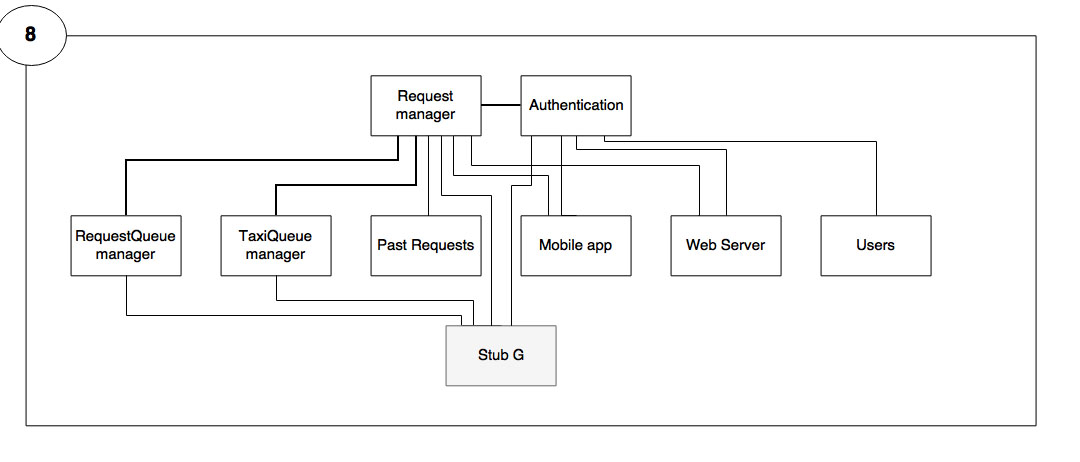 8
Request
manager
Authentication
RequestQueue
manager
TaxiQueue
manager
Past Requests
Mobile app
Web Server
Users
Stub G